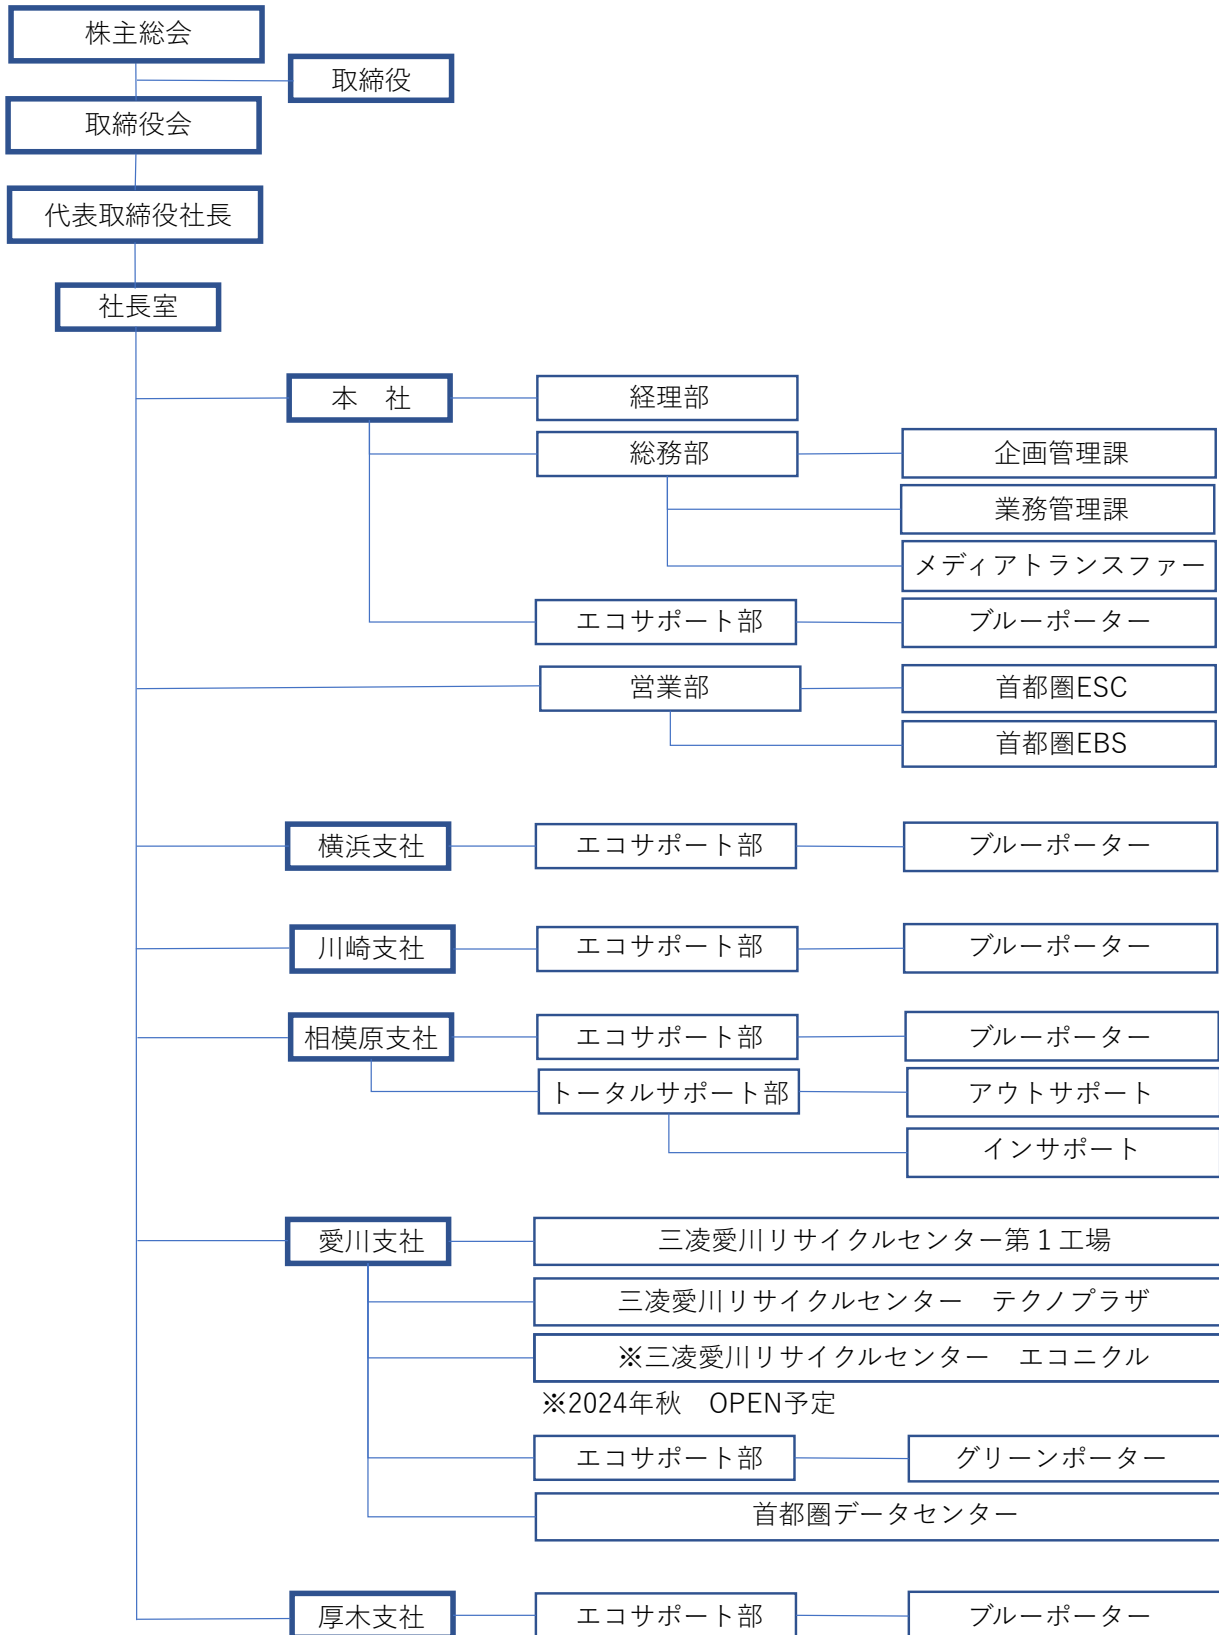 株主総会
取締役
取締役会
代表取締役社長
社長室
本　社
経理部
総務部
企画管理課
業務管理課
メディアトランスファー
エコサポート部
ブルーポーター
営業部
首都圏ESC
首都圏EBS
横浜支社
エコサポート部
ブルーポーター
川崎支社
エコサポート部
ブルーポーター
相模原支社
エコサポート部
ブルーポーター
トータルサポート部
アウトサポート
インサポート
愛川支社
三凌愛川リサイクルセンター第１工場
三凌愛川リサイクルセンター　テクノプラザ
※三凌愛川リサイクルセンター　エコニクル
※2024年秋　OPEN予定
エコサポート部
グリーンポーター
首都圏データセンター
厚木支社
エコサポート部
ブルーポーター